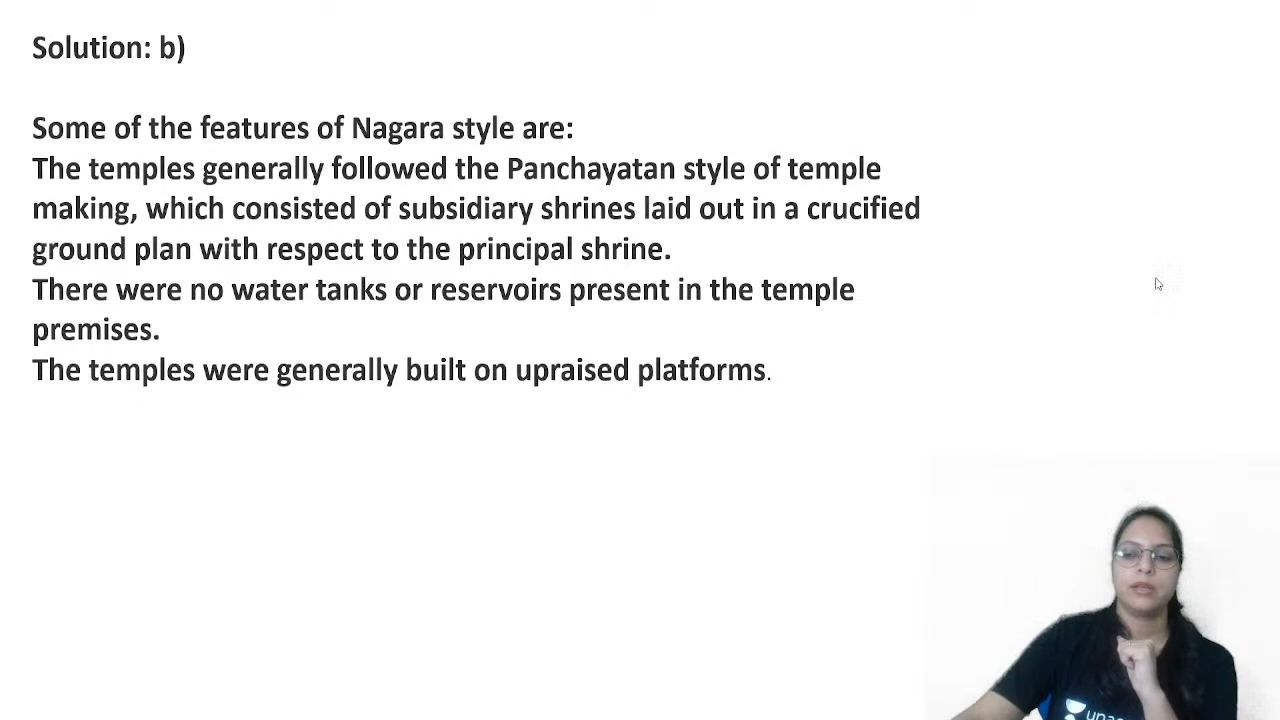 Solution: b)
Some of the features of Nagara style are:
The temples generally followed the Panchayatan style of temple
making, which consisted of subsidiary shrines laid out in a crucified
ground plan with respect to the principal shrine.
There were no water tanks or reservoirs present in the temple
premises.
The temples were generally built on upraised platforms.